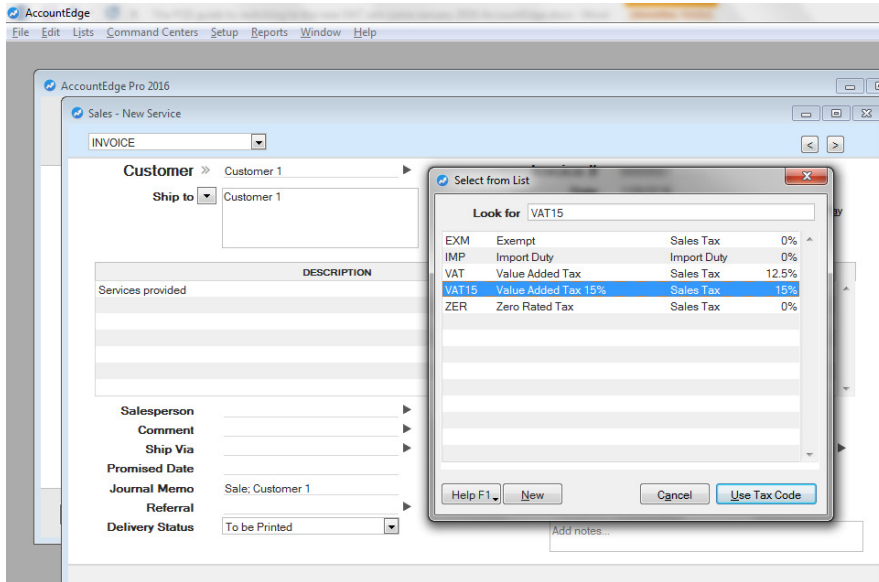 AccountEdge
File Edit Lists Command Centers Setup Reports Window Help
AccountEdge Pro 2016
Sales - New Service
INVOICE
Customer » Customer 1
Ship to Customer 1
DESCRIPTION
Services provided
Salesperson
Comment
Ship Via
Promised Date
Journal Memo Sale; Customer 1
Referral
Delivery Status To be Printed
Select from List
Look for VAT15
EXM Exempt Sales Tax 0%
IMP Import Duty Import Duty 0%
VAT Value Added Tax Sales Tax 12.5%
VAT15 Value Added Tax 15% Sales Tax 15%
ZER Zero Rated Tax Sales Tax 0%
Help F1 New Cancel Use Tax Code
Add notes...